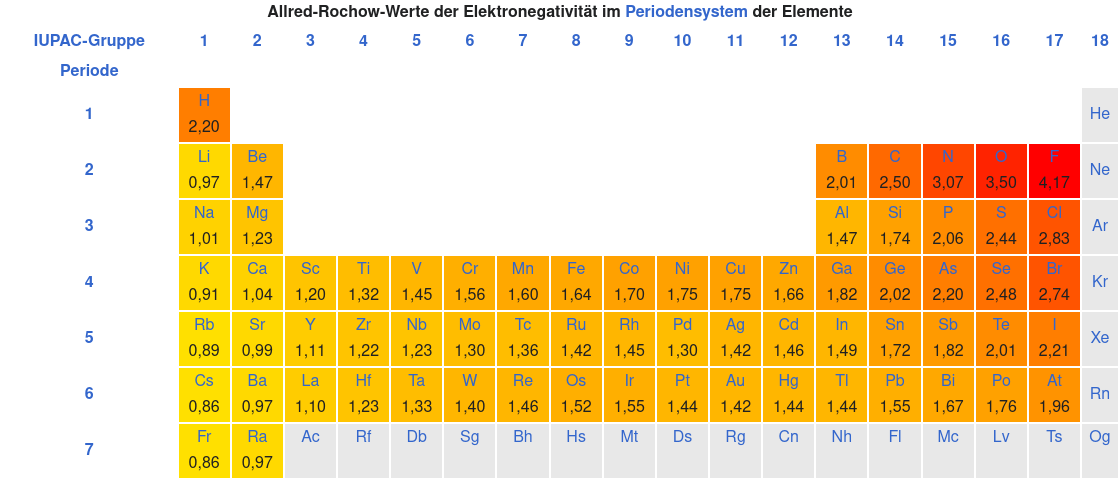 Allred-Rochow-Werte der Elektronegativität im Periodensystem der Elemente
IUPAC-Gruppe 1 2 3 4 5 6 7 8 9 10 11 12 13 14 15 16 17 18
Periode
1 H He
2,20
2 Li Be B C N O F Ne
0,97 1,47 2,01 2,50 3,07 3,50 4,17
3 Na Mg Al Si P S Cl Ar
1,01 1,23 1,47 1,74 2,06 2,44 2,83
4 K Ca Sc Ti V Cr Mn Fe Co Ni Cu Zn Ga Ge As Se Br Kr
0,91 1,04 1,20 1,32 1,45 1,56 1,60 1,64 1,70 1,75 1,75 1,66 1,82 2,02 2,20 2,48 2,74
5 Rb Sr Y Zr Nb Mo Tc Ru Rh Pd Ag Cd In Sn Sb Te I Xe
0,89 0,99 1,11 1,22 1,23 1,30 1,36 1,42 1,45 1,30 1,42 1,46 1,49 1,72 1,82 2,01 2,21
6 Cs Ba La Hf Ta W Re Os Ir Pt Au Hg Tl Pb Bi Po At Rn
0,86 0,97 1,10 1,23 1,33 1,40 1,46 1,52 1,55 1,44 1,42 1,44 1,44 1,55 1,67 1,76 1,96
7 Fr Ra Ac Rf Db Sg Bh Hs Mt Ds Rg Cn Nh Fl Mc Lv Ts Og
0,86 0,97